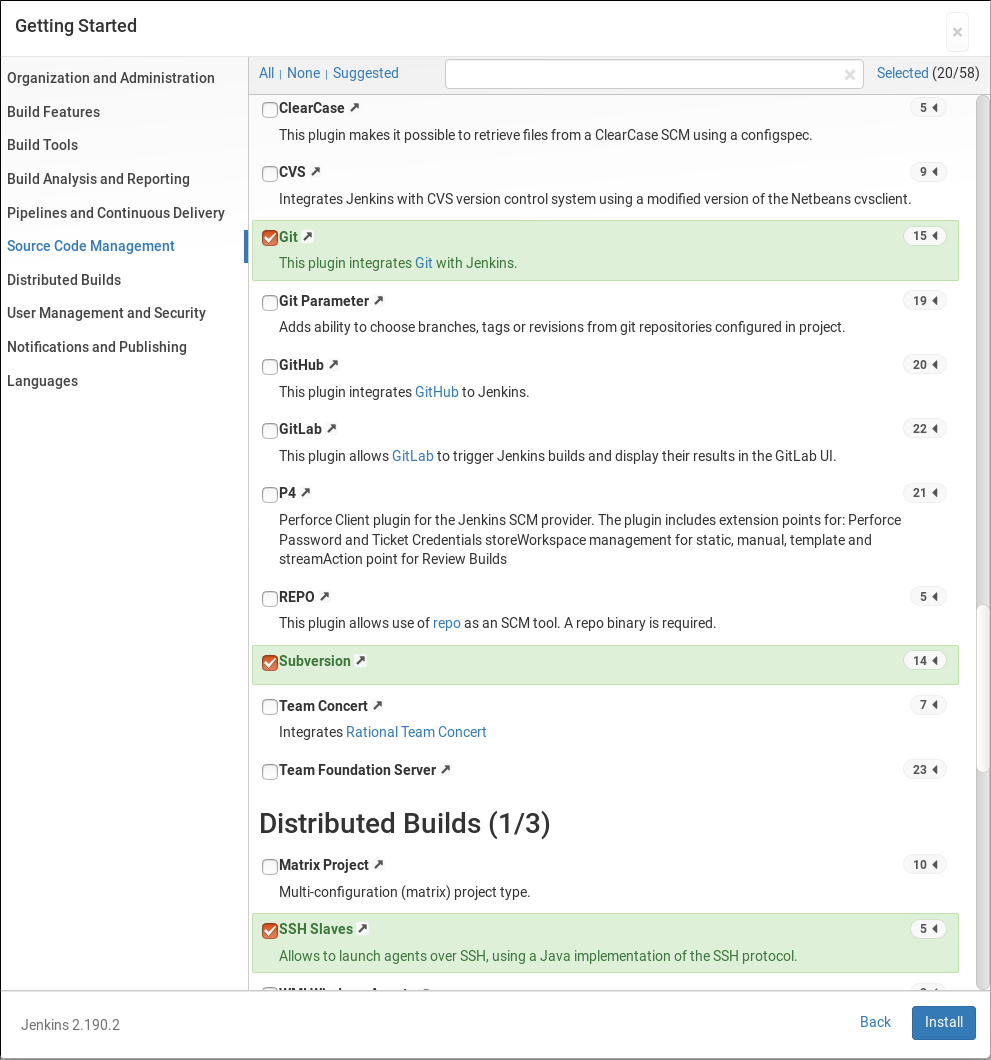 Getting Started
×
Organization and Administration
Build Features
Build Tools
Build Analysis and Reporting
Pipelines and Continuous Delivery
Source Code Management
Distributed Builds
User Management and Security
Notifications and Publishing
Languages
All | None | Suggested
×
Selected (20/58)
ClearCase 5
This plugin makes it possible to retrieve files from a ClearCase SCM using a configspec.
CVS 9
Integrates Jenkins with CVS version control system using a modified version of the Netbeans cvsclient.
Git 15
This plugin integrates Git with Jenkins.
Git Parameter 19
Adds ability to choose branches, tags or revisions from git repositories configured in project.
GitHub 20
This plugin integrates GitHub to Jenkins.
GitLab 22
This plugin allows GitLab to trigger Jenkins builds and display their results in the GitLab UI.
P4 21
Perforce Client plugin for the Jenkins SCM provider. The plugin includes extension points for: Perforce
Password and Ticket Credentials storeWorkspace management for static, manual, template and
streamAction point for Review Builds
REPO 5
This plugin allows use of repo as an SCM tool. A repo binary is required.
Subversion 14
Team Concert 7
Integrates Rational Team Concert
Team Foundation Server 23
Distributed Builds (1/3)
Matrix Project 10
Multi-configuration (matrix) project type.
SSH Slaves 5
Allows to launch agents over SSH, using a Java implementation of the SSH protocol.
Jenkins 2.190.2
Back
Install